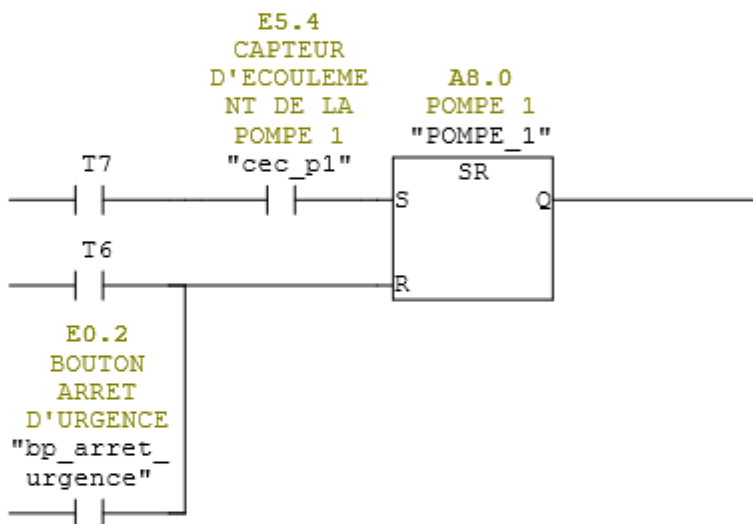 E5.4
CAPTEUR
D'ECOULEME
NT DE LA
POMPE 1
"cec_p1"
A8.0
POMPE 1
"POMPE_1"
T7
SR
S
Q
T6
R
E0.2
BOUTON
ARRET
D'URGENCE
"bp_arret_
urgence"